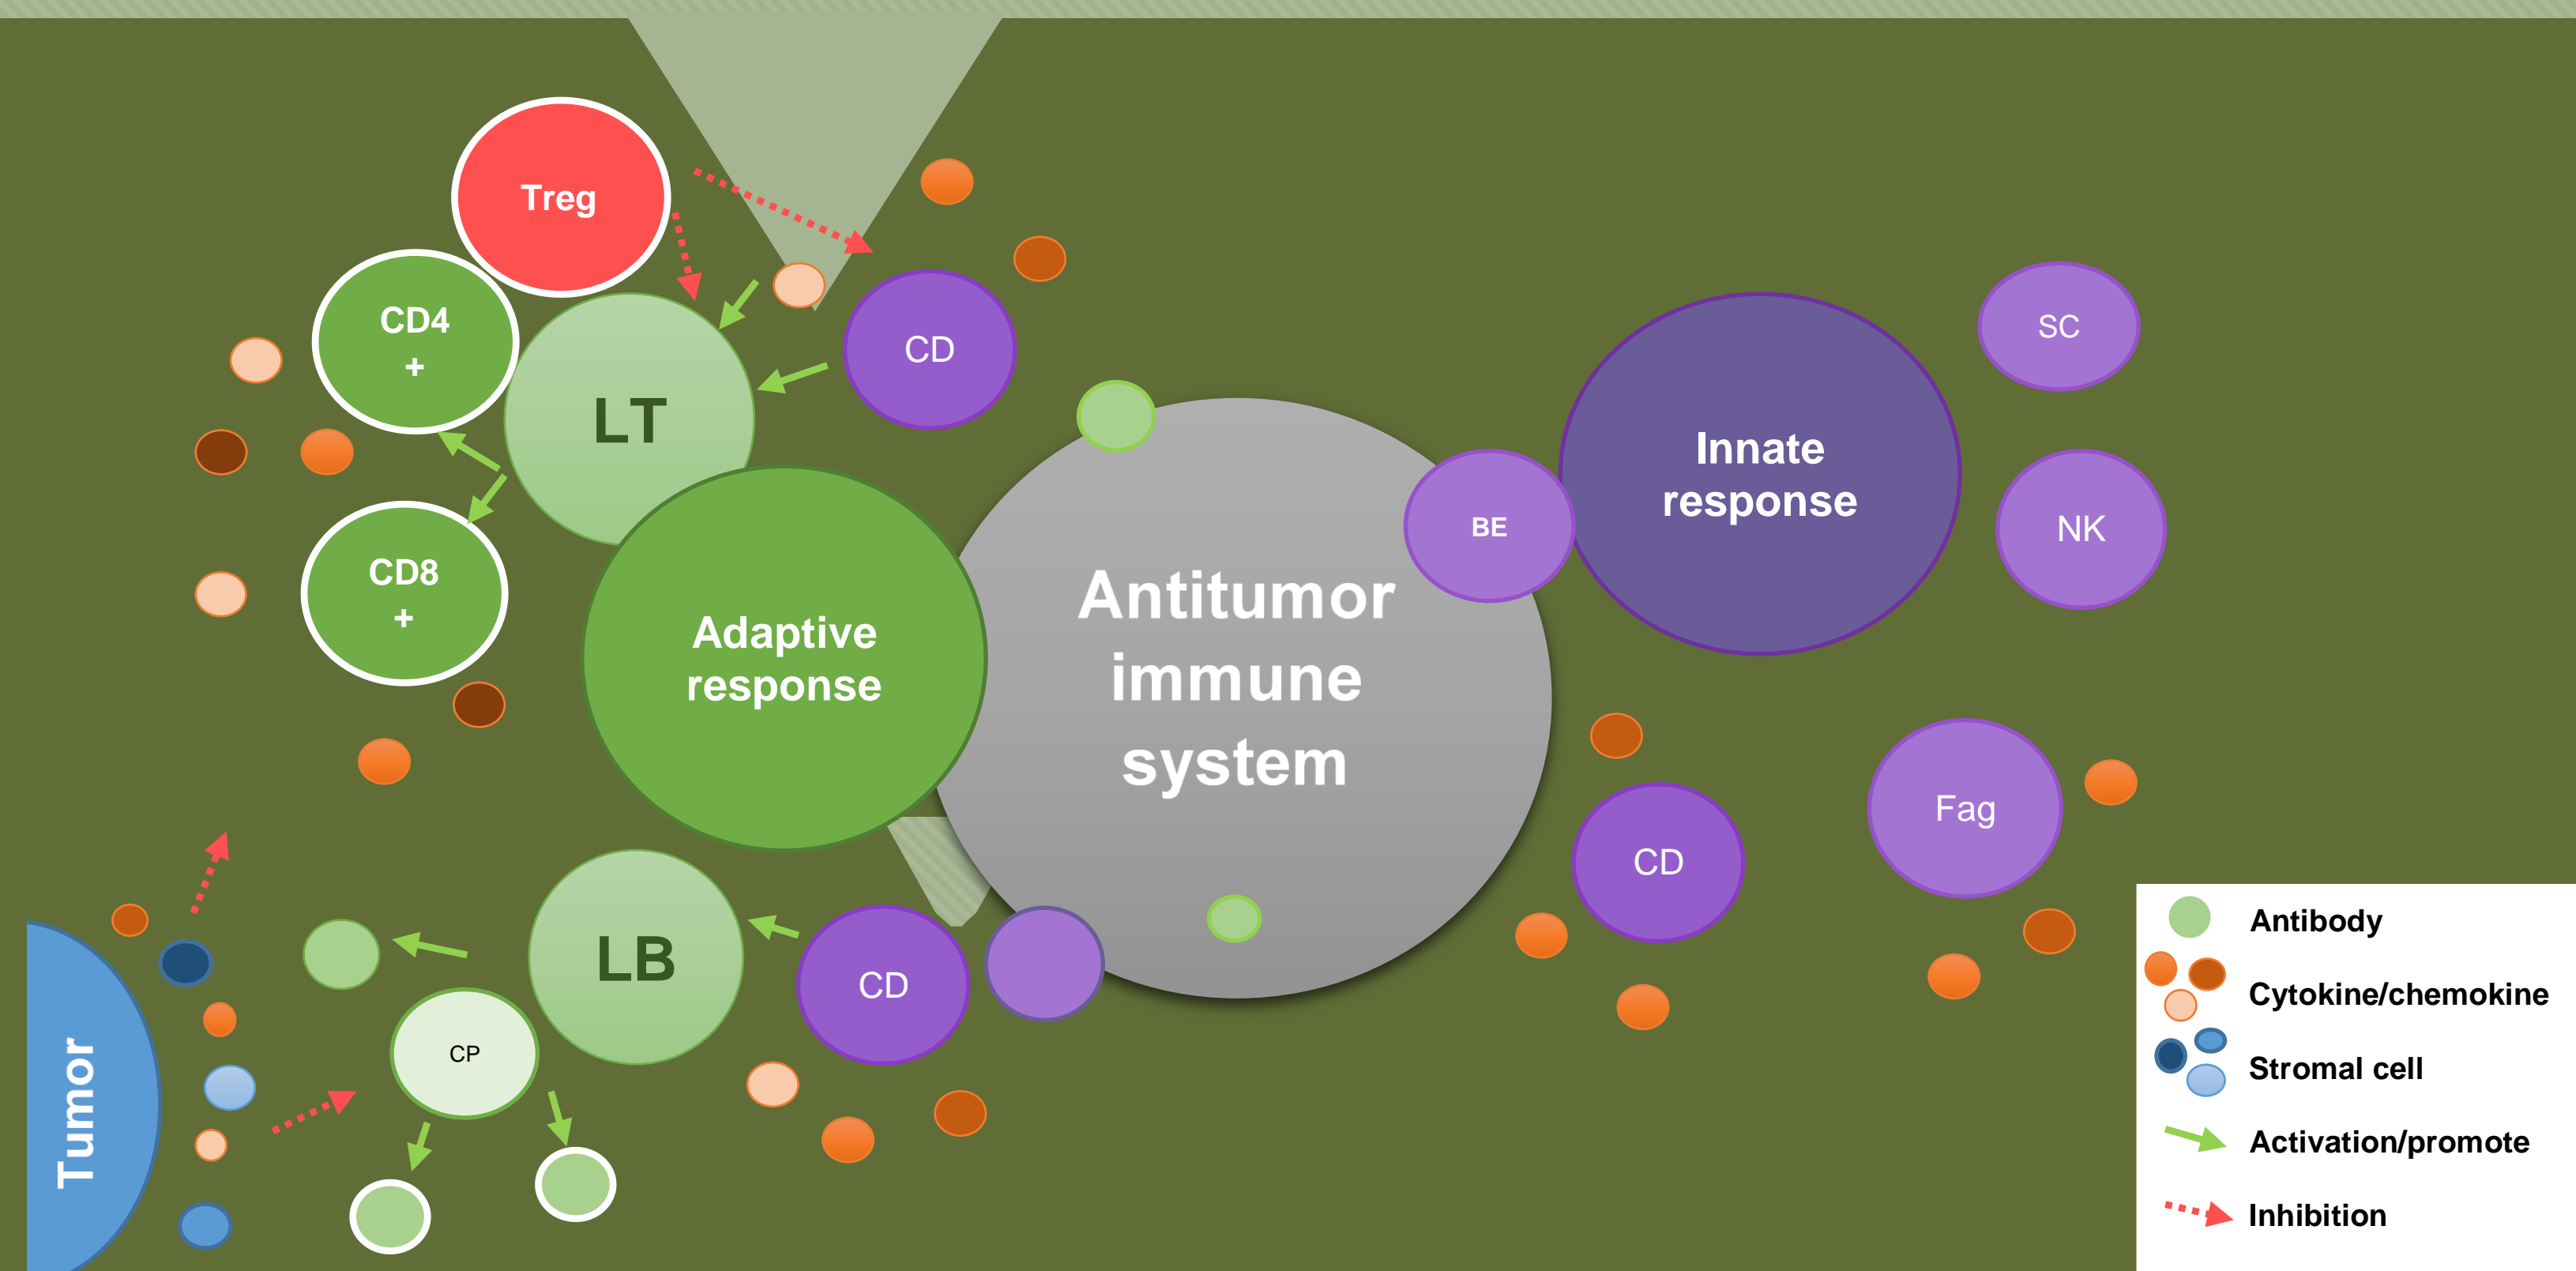 Treg
CD4
+
LT
CD
CD8
+
Adaptive
response
Antitumor
immune
system
BE
Innate
response
SC
NK
Fag
CD
LB
CD
CP
Tumor
Antibody
Cytokine/chemokine
Stromal cell
Activation/promote
Inhibition